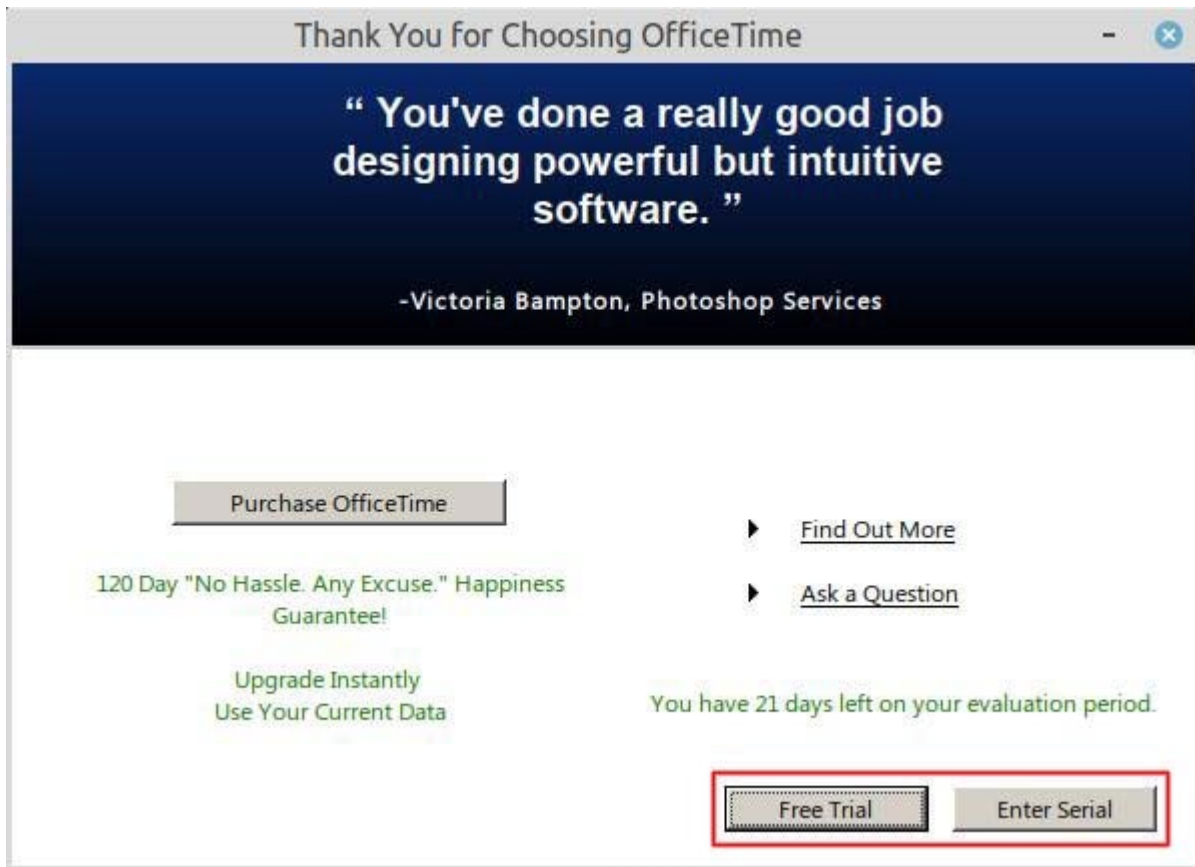 Thank You for Choosing OfficeTime
“ You've done a really good job
designing powerful but intuitive
software. ”
-Victoria Bampton, Photoshop Services
Purchase OfficeTime
120 Day "No Hassle. Any Excuse." Happiness
Guarantee!
Upgrade Instantly
Use Your Current Data
Find Out More
Ask a Question
You have 21 days left on your evaluation period.
Free Trial
Enter Serial